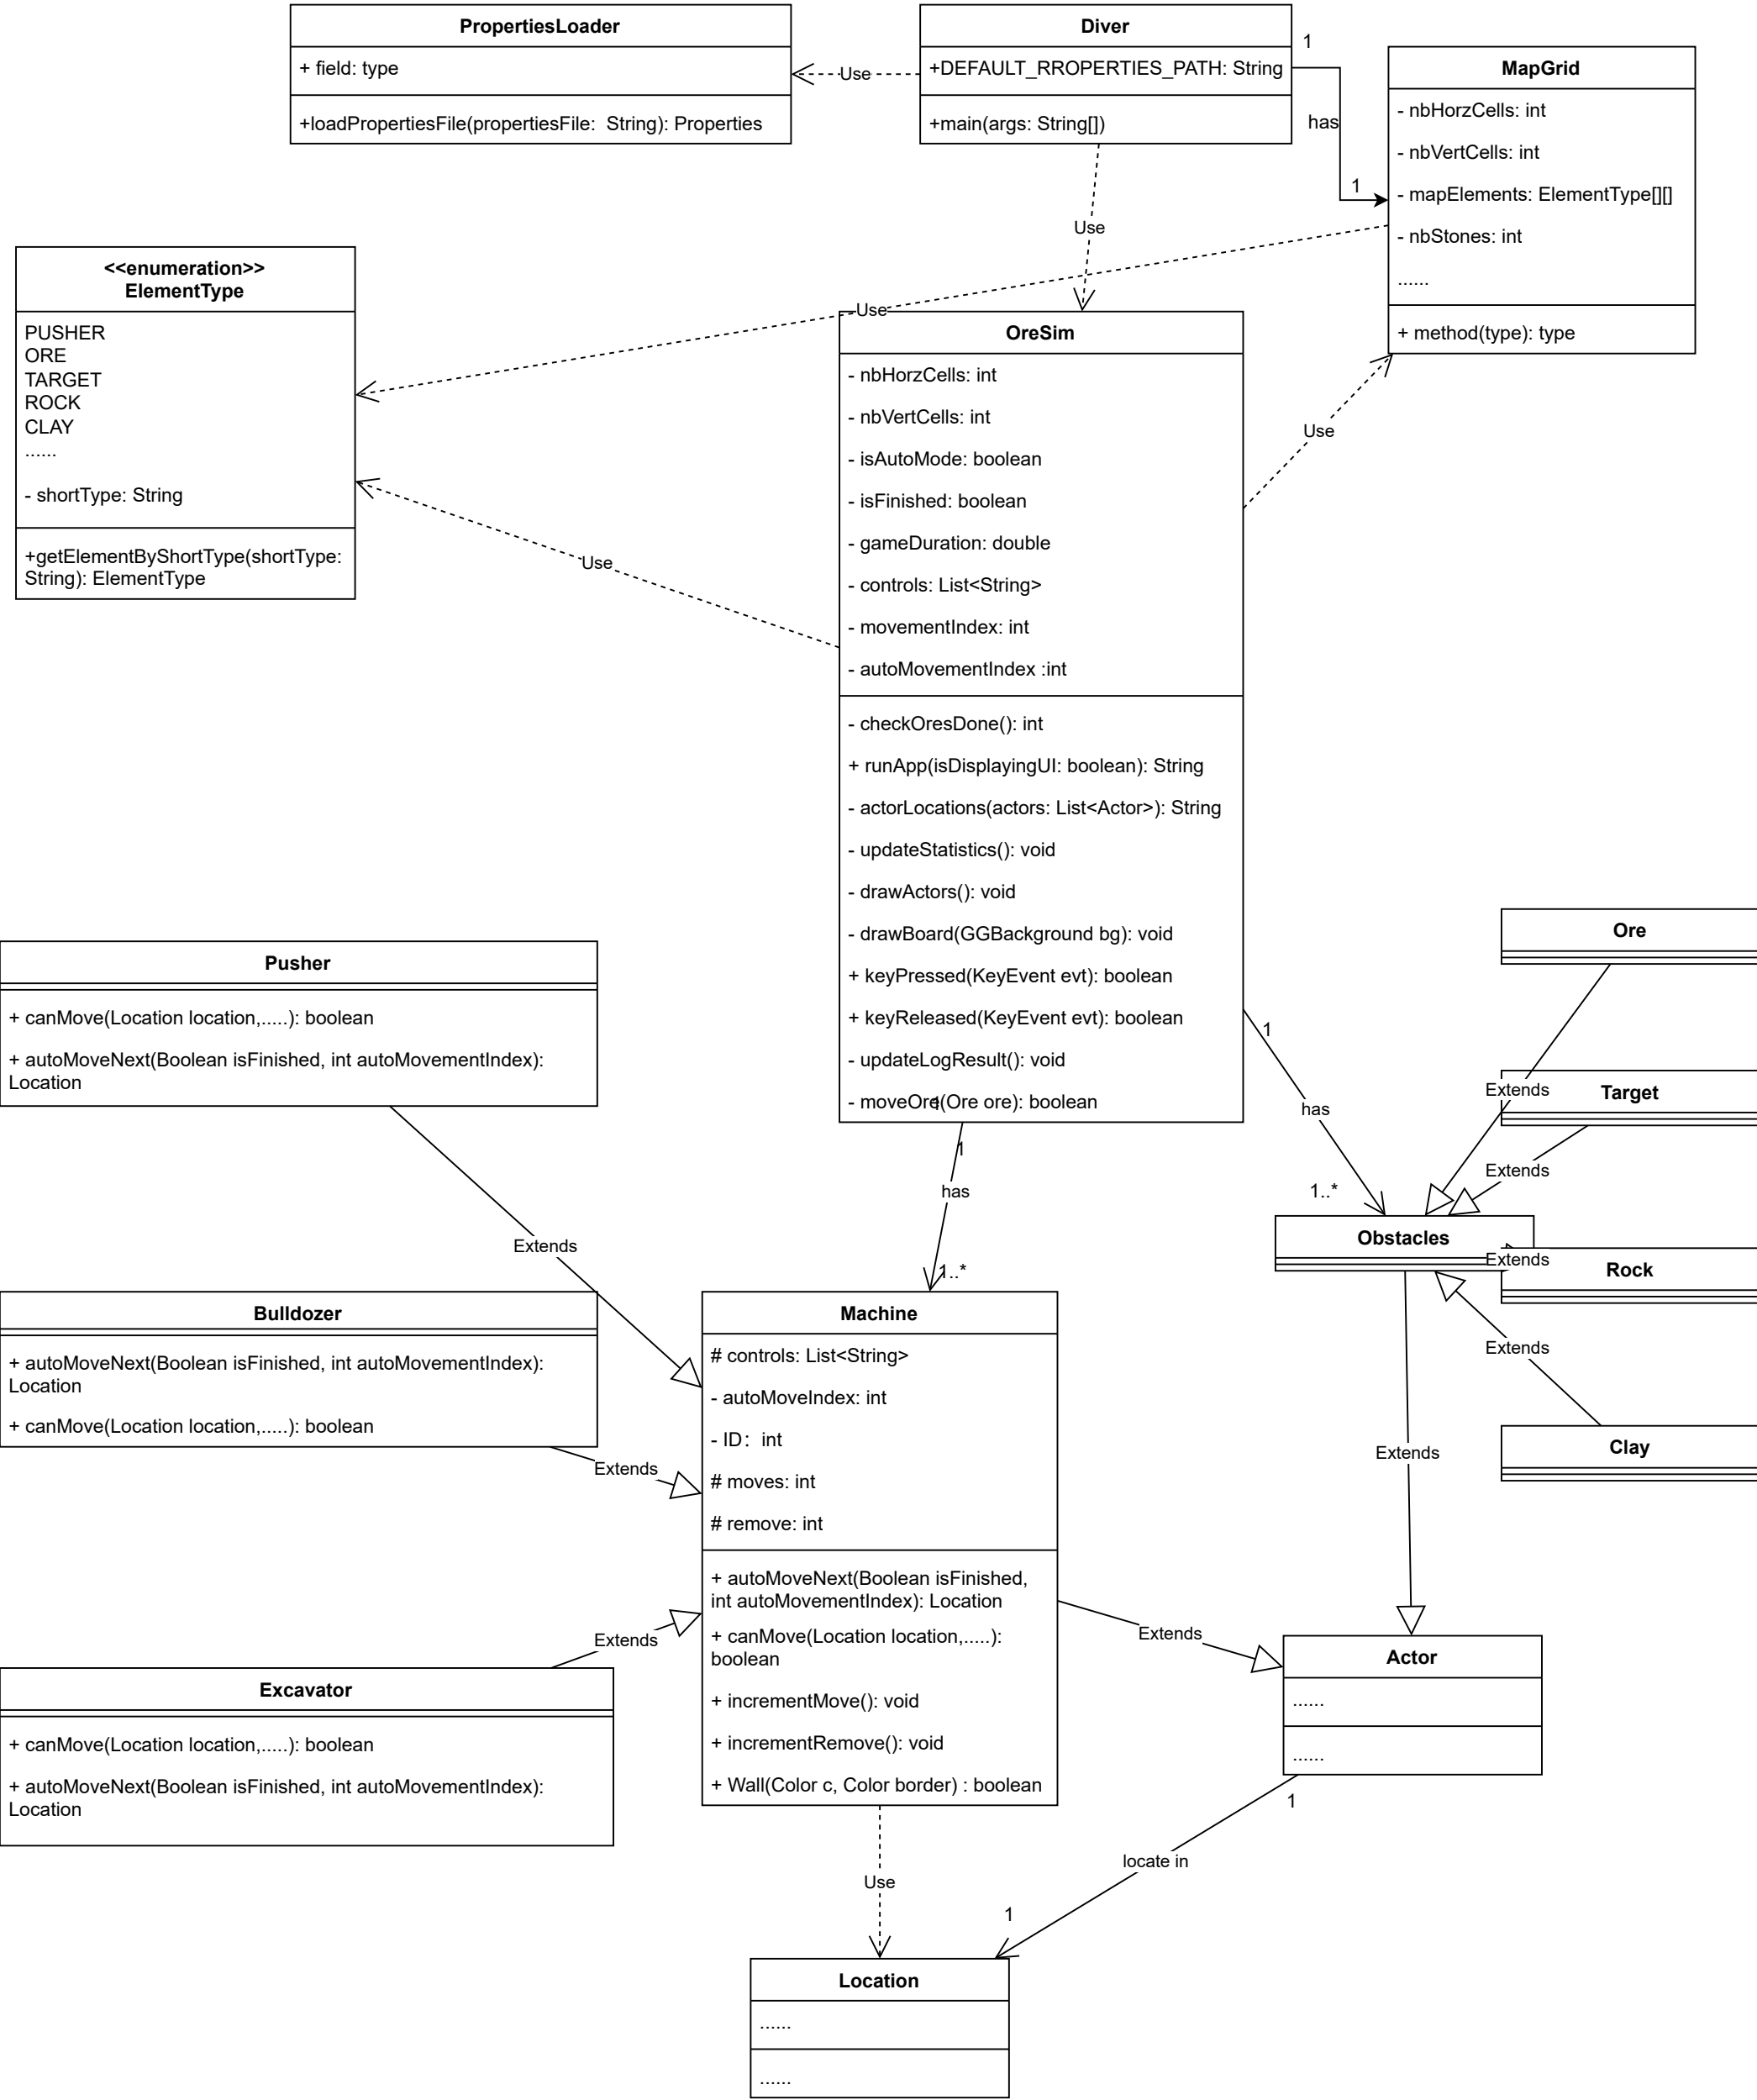 PropertiesLoader
+ field: type
+loadPropertiesFile(propertiesFile:  String): Properties
Use
Diver
+DEFAULT_RROPERTIES_PATH: String
+main(args: String[])
1
has
1
MapGrid
- nbHorzCells: int
- nbVertCells: int
- mapElements: ElementType[][]
- nbStones: int
......
+ method(type): type
Use
Use
<<enumeration>>
ElementType
PUSHER
ORE
TARGET
ROCK
CLAY
......
- shortType: String
+getElementByShortType(shortType:
String): ElementType
Use
Use
OreSim
- nbHorzCells: int
- nbVertCells: int
- isAutoMode: boolean
- isFinished: boolean
- gameDuration: double
- controls: List<String>
- movementIndex: int
- autoMovementIndex :int
- checkOresDone(): int
+ runApp(isDisplayingUI: boolean): String
- actorLocations(actors: List<Actor>): String
- updateStatistics(): void
- drawActors(): void
- drawBoard(GGBackground bg): void
+ keyPressed(KeyEvent evt): boolean
+ keyReleased(KeyEvent evt): boolean
- updateLogResult(): void
- moveOre(Ore ore): boolean
1
1
has
1..*
1
has
1..*
Pusher
+ canMove(Location location,.....): boolean
+ autoMoveNext(Boolean isFinished, int autoMovementIndex):
Location
Extends
Bulldozer
+ autoMoveNext(Boolean isFinished, int autoMovementIndex):
Location
+ canMove(Location location,.....): boolean
Extends
Excavator
+ canMove(Location location,.....): boolean
+ autoMoveNext(Boolean isFinished, int autoMovementIndex):
Location
Extends
Machine
# controls: List<String>
- autoMoveIndex: int
- ID：int
# moves: int
# remove: int
+ autoMoveNext(Boolean isFinished,
int autoMovementIndex): Location
+ canMove(Location location,.....):
boolean
+ incrementMove(): void
+ incrementRemove(): void
+ Wall(Color c, Color border) : boolean
Ore
Extends
Target
Extends
Obstacles
Extends
Rock
Extends
Clay
Extends
Extends
Actor
......
......
1
locate in
1
Use
Location
......
......